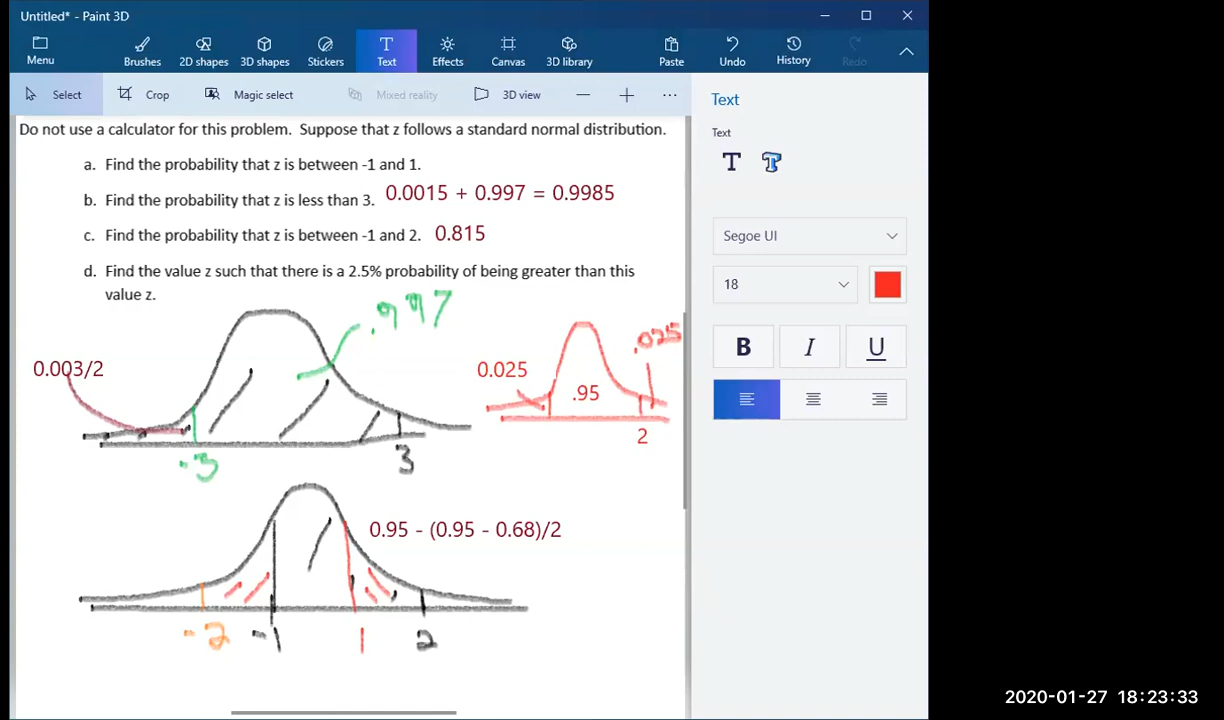 Untitled* - Paint 3D
Menu
Brushes
2D shapes
3D shapes
Stickers
Text
Effects
Canvas
3D library
Paste
Undo
History
Redo
Select
Crop
Magic select
Mixed reality
3D view
Text
Text
Segoe UI
18
B I U
Do not use a calculator for this problem. Suppose that z follows a standard normal distribution.
a. Find the probability that z is between -1 and 1.
b. Find the probability that z is less than 3. 0.0015 + 0.997 = 0.9985
c. Find the probability that z is between -1 and 2. 0.815
d. Find the value z such that there is a 2.5% probability of being greater than this
value z.
.997
0.003/2
-3
3
.025
0.025
.95
2
0.95 - (0.95 - 0.68)/2
-2 -1 1 2
2020-01-27 18:23:33